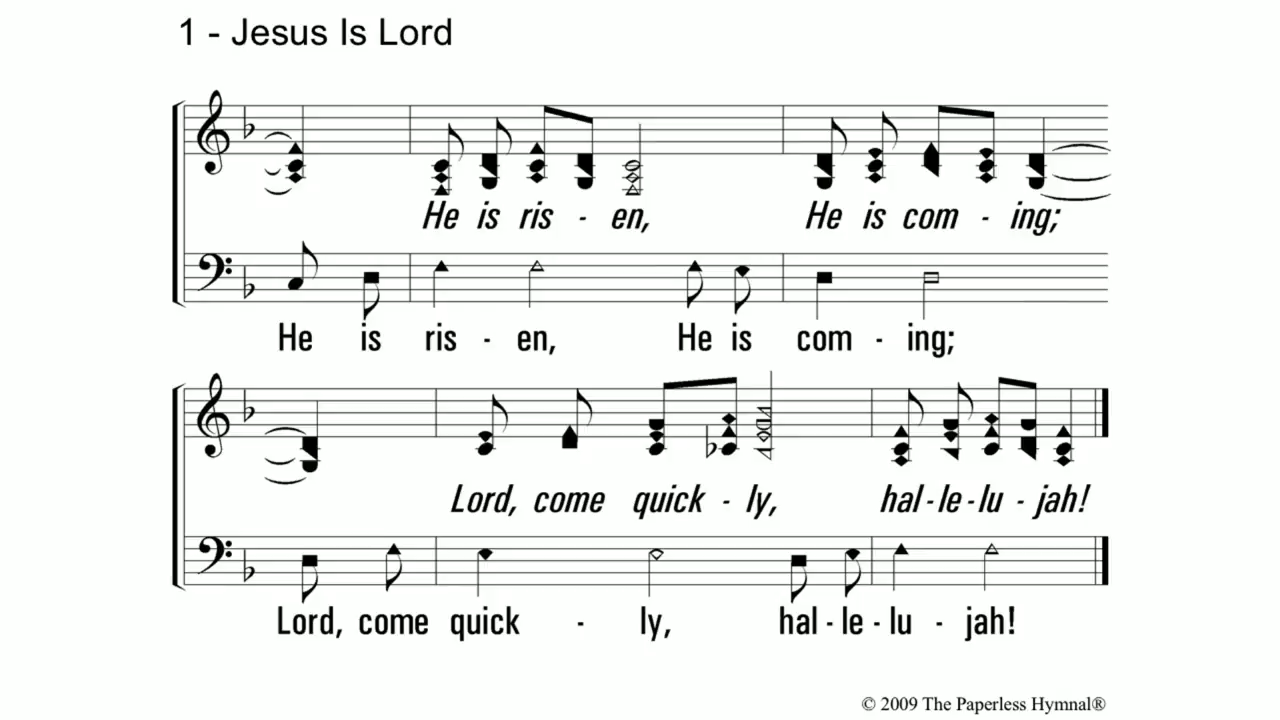 1 - Jesus Is Lord
He is ris - en, He is com - ing;
He is ris - en, He is com - ing;
Lord, come quick - ly, hal - le - lu - jah!
Lord, come quick - ly, hal - le - lu - jah!
© 2009 The Paperless Hymnal®